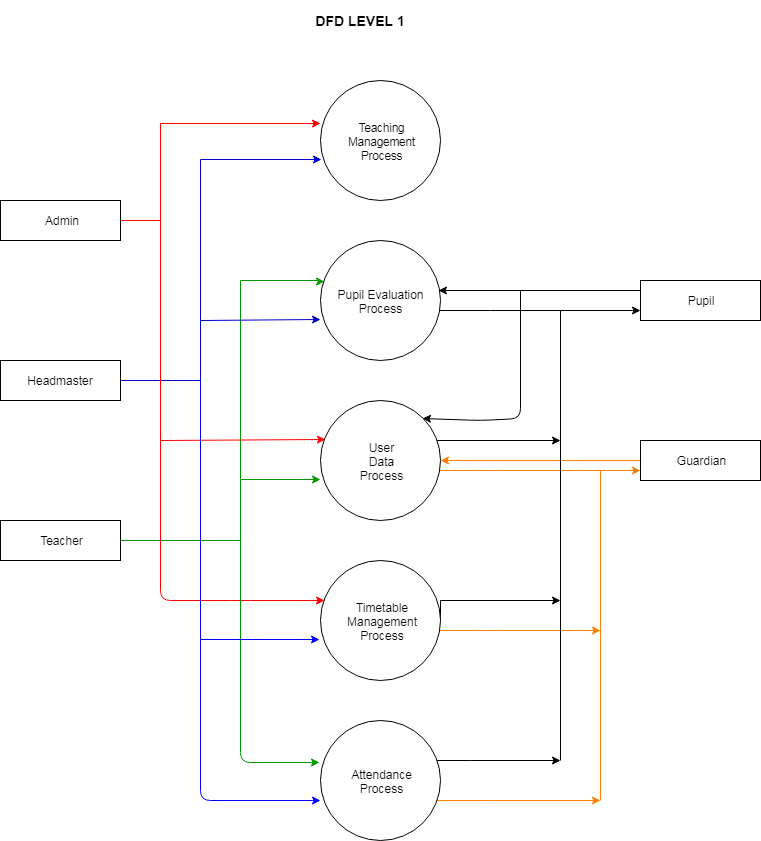 DFD LEVEL 1
Teaching
Management
Process
Admin
Pupil Evaluation
Process
Pupil
Headmaster
User
Data
Process
Guardian
Teacher
Timetable
Management
Process
Attendance
Process